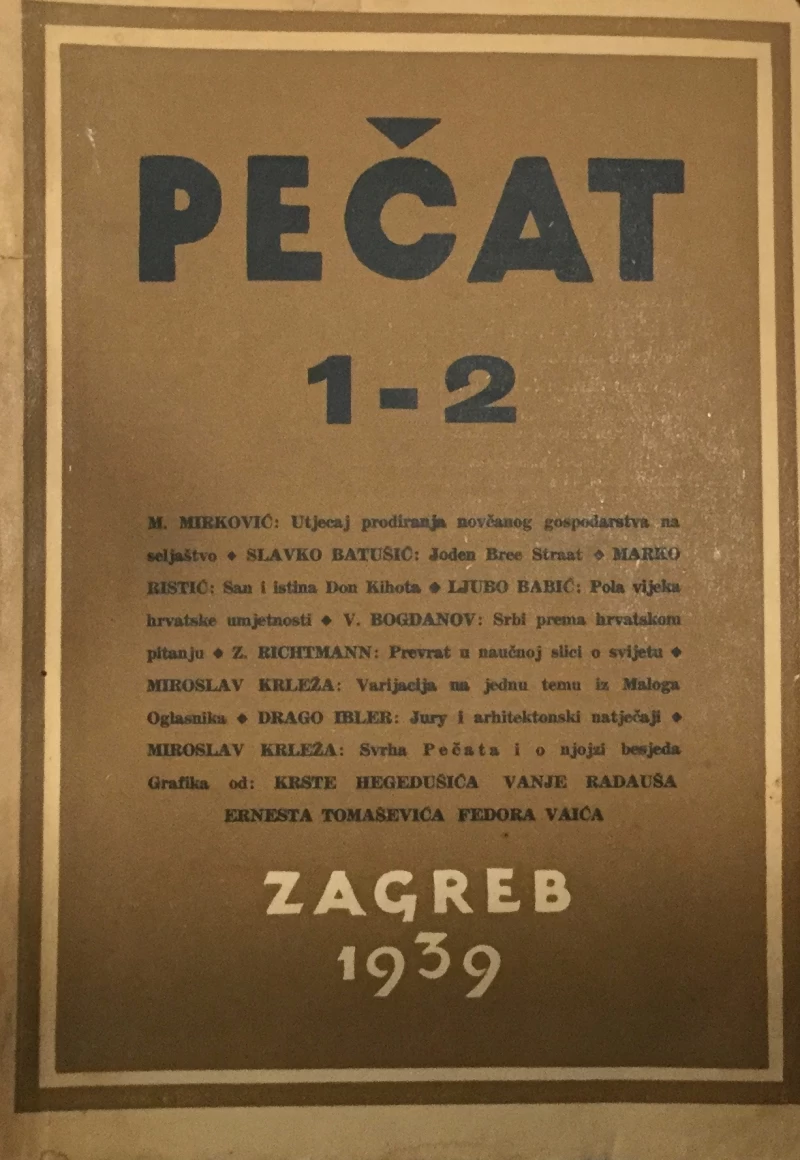 PEČAT
1-2
M. MIRKOVIĆ: Utjecaj prodiranja novčanog gospodarstva na
seljaštvo ◆ SLAVKO BATUŠIĆ: Joden Bree Straat ◆ MARKO
RISTIĆ: San i istina Don Kihota ◆ LJUBO BABIĆ: Pola vijeka
hrvatske umjetnosti ◆ V. BOGDANOV: Srbi prema hrvatskom
pitanju ◆ Z. RICHTMANN: Prevrat u naučnoj slici o svijetu ◆
MIROSLAV KRLEŽA: Varijacija na jednu temu iz Maloga
Oglasnika ◆ DRAGO IBLER: Jury i arhitektonski natječaji ◆
MIROSLAV KRLEŽA: Svrha Pečata i o njojzi besjeda
Grafika od: KRSTE HEGEDUŠIĆA VANJE RADAUŠA
ERNESTA TOMAŠEVIĆA FEDORA VAIĆA
ZAGREB
1939